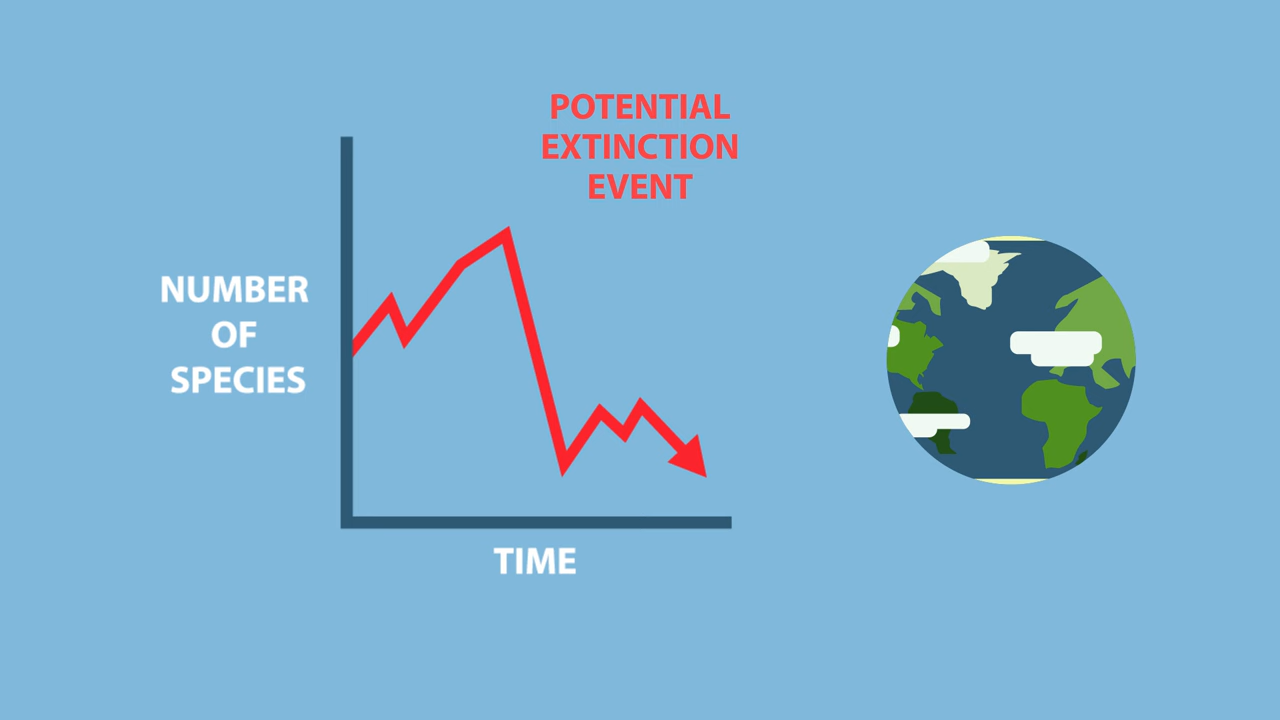 POTENTIAL
EXTINCTION
EVENT
NUMBER
OF
SPECIES
TIME